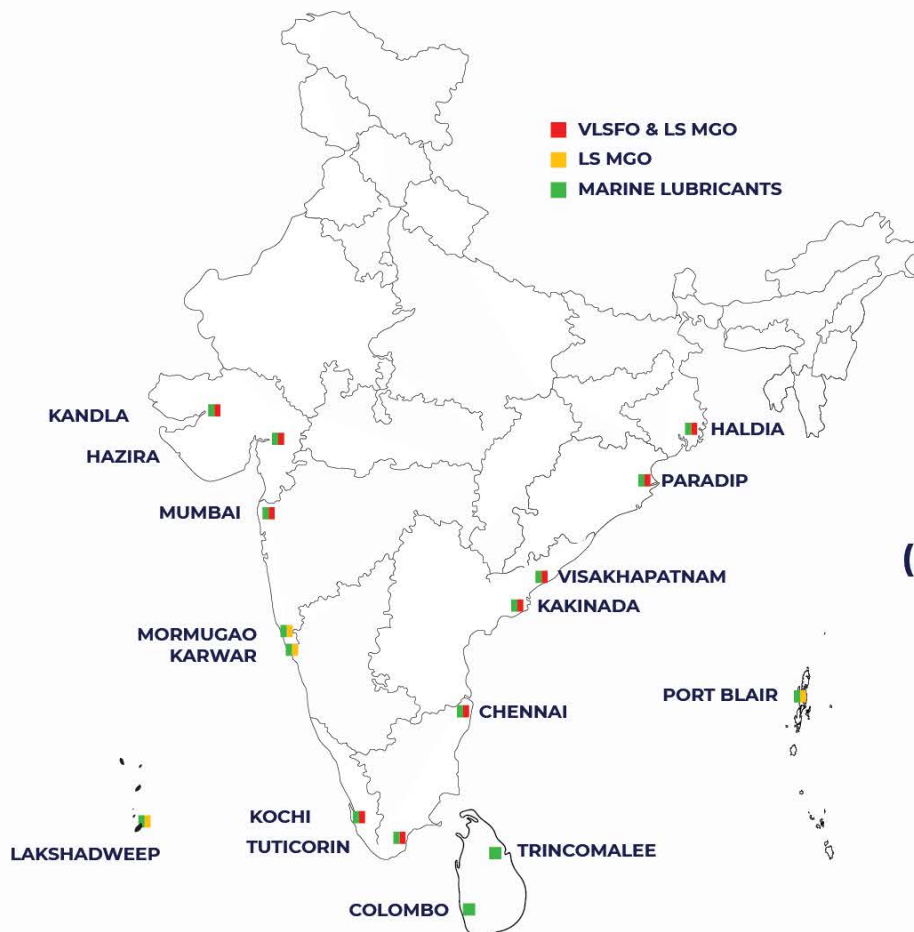 VLSFO & LS MGO
LS MGO
MARINE LUBRICANTS
KANDLA
HALDIA
HAZIRA
PARADIP
MUMBAI
VISAKHAPATNAM
KAKINADA
MORMUGAO
KARWAR
PORT BLAIR
CHENNAI
KOCHI
TUTICORIN
LAKSHADWEEP
TRINCOMALEE
COLOMBO
(